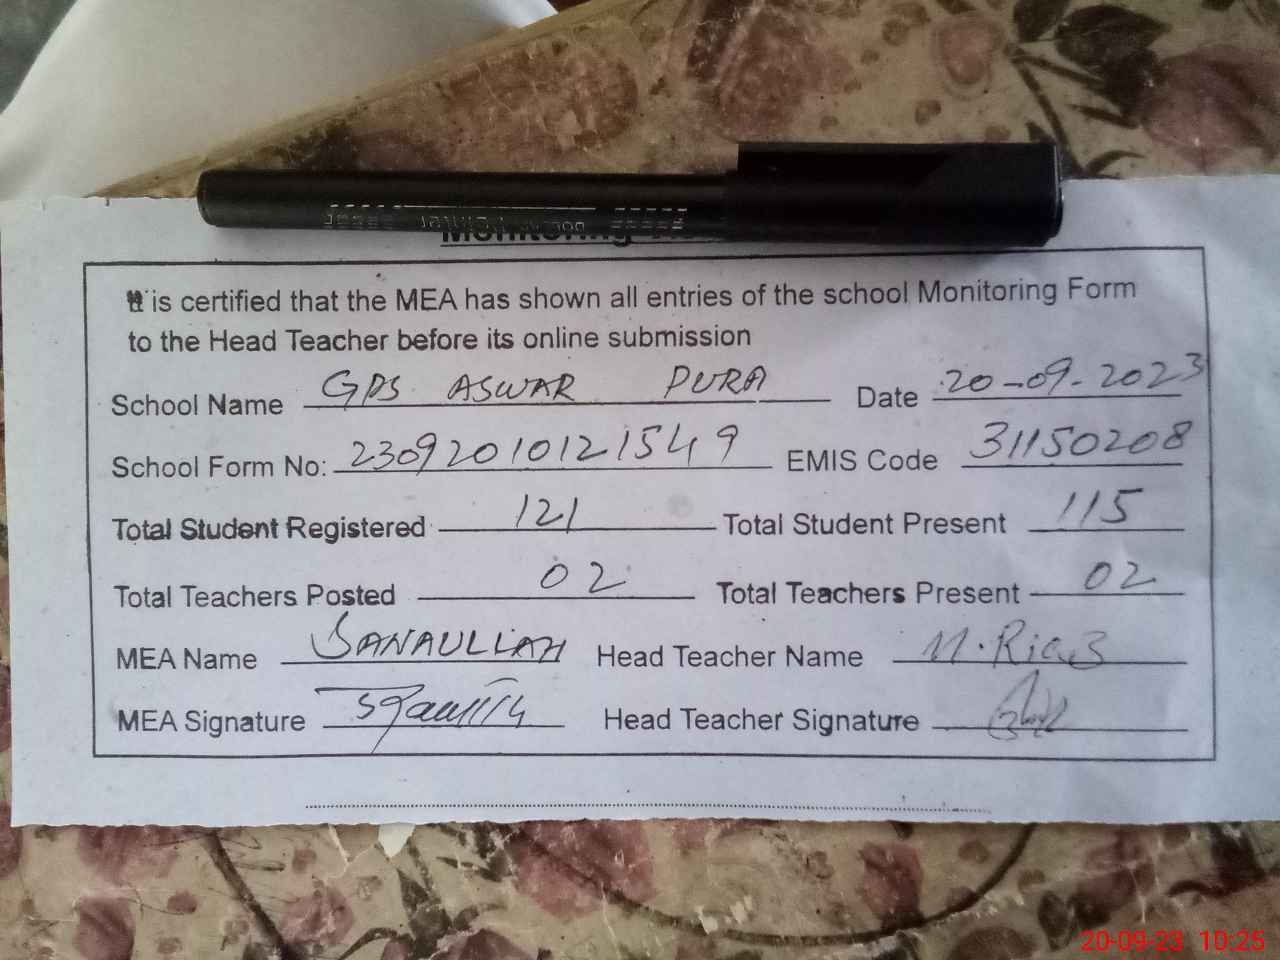 Monitoring
It is certified that the MEA has shown all entries of the school Monitoring Form
to the Head Teacher before its online submission
School Name GPS ASWAR PURA Date 20-09-2023
School Form No: 23092010121549 EMIS Code 31150208
Total Student Registered 121 Total Student Present 115
Total Teachers Posted 02 Total Teachers Present 02
MEA Name SANAULLAH Head Teacher Name M. Riaz
MEA Signature Head Teacher Signature
20-09-23 10:25